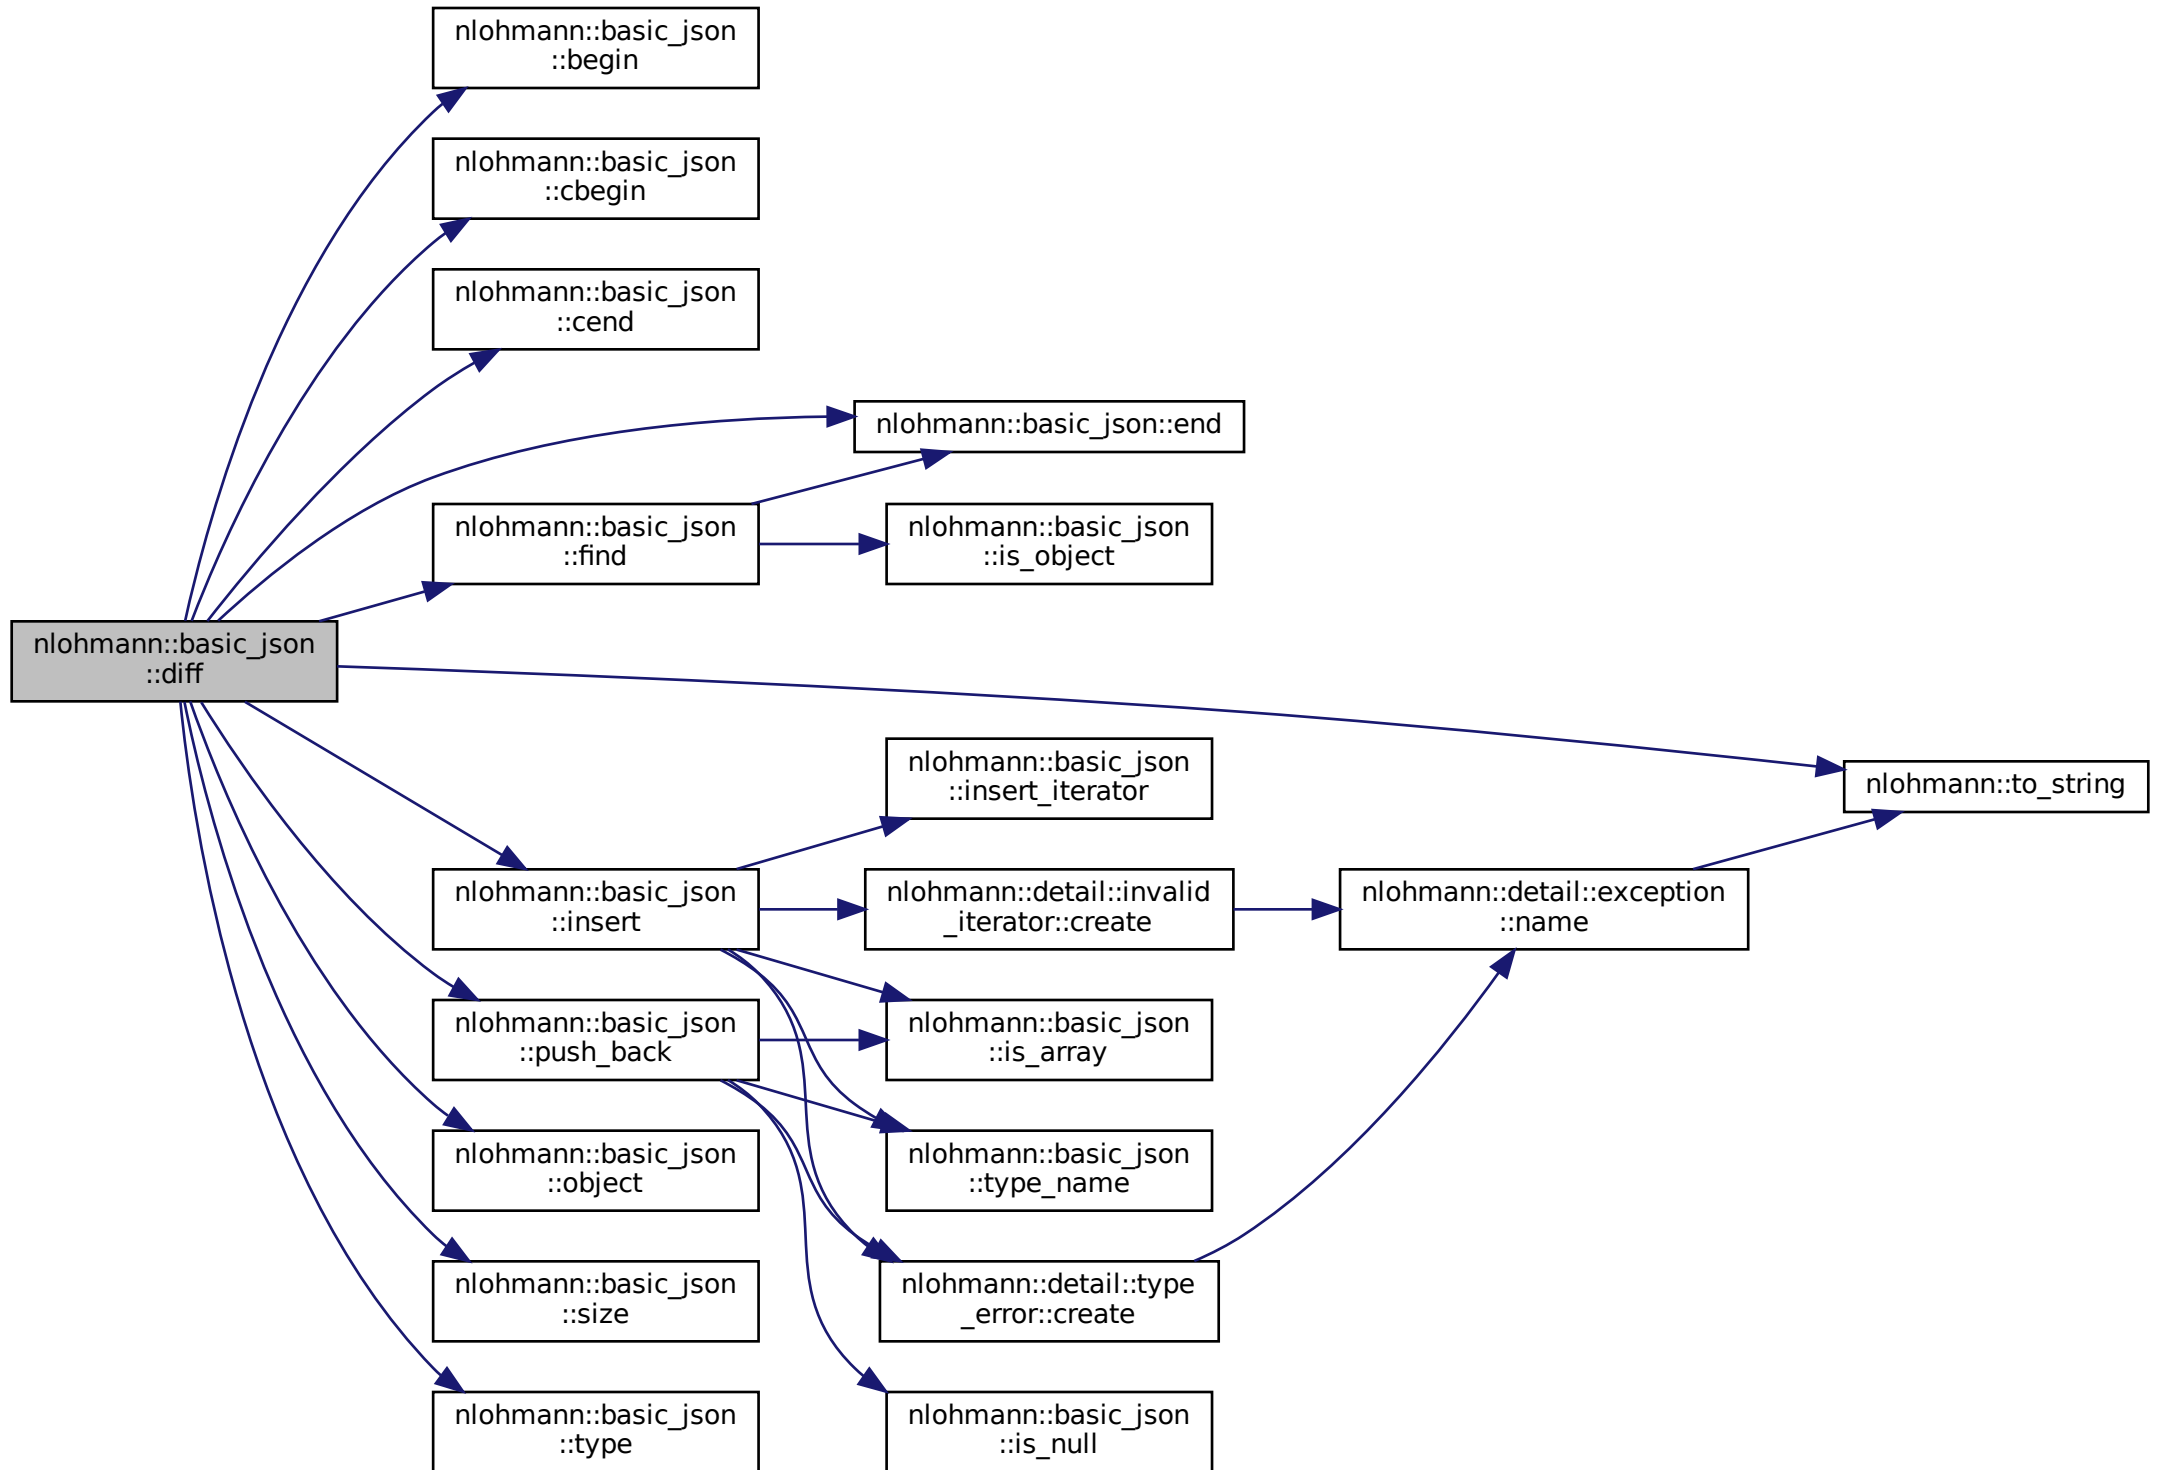 nlohmann::basic_json
::begin
nlohmann::basic_json
::cbegin
nlohmann::basic_json
::cend
nlohmann::basic_json::end
nlohmann::basic_json
::find
nlohmann::basic_json
::is_object
nlohmann::basic_json
::diff
nlohmann::basic_json
::insert_iterator
nlohmann::to_string
nlohmann::basic_json
::insert
nlohmann::detail::invalid
_iterator::create
nlohmann::detail::exception
::name
nlohmann::basic_json
::push_back
nlohmann::basic_json
::is_array
nlohmann::basic_json
::object
nlohmann::basic_json
::type_name
nlohmann::basic_json
::size
nlohmann::detail::type
_error::create
nlohmann::basic_json
::type
nlohmann::basic_json
::is_null